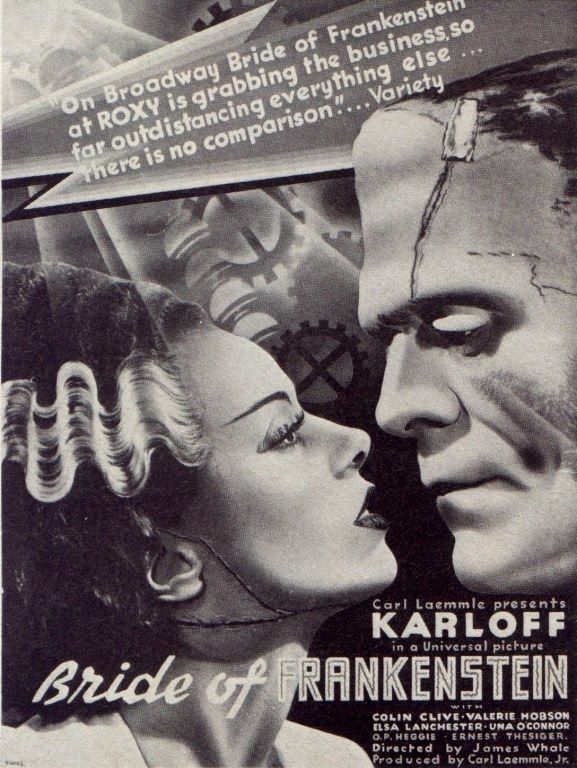 "On Broadway Bride of Frankenstein
at ROXY is grabbing the business, so
far outdistancing everything else ...
there is no comparison".... Variety
Carl Laemmle presents
KARLOFF
in a Universal picture
Bride of FRANKENSTEIN
WITH
COLIN CLIVE · VALERIE HOBSON
ELSA LANCHESTER · UNA O'CONNOR
O.P. HEGGIE · ERNEST THESIGER.
Directed by James Whale
Produced by Carl Laemmle, Jr.